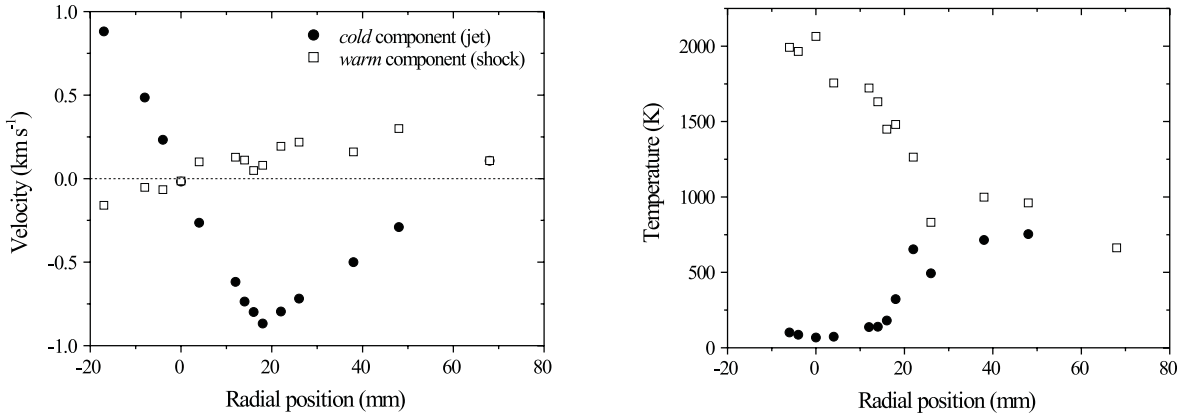 1.0
0.5
0.0
-0.5
-1.0
Velocity (km s⁻¹)
cold component (jet)
warm component (shock)
-20 0 20 40 60 80
Radial position (mm)
2000
1500
1000
500
0
Temperature (K)
-20 0 20 40 60 80
Radial position (mm)